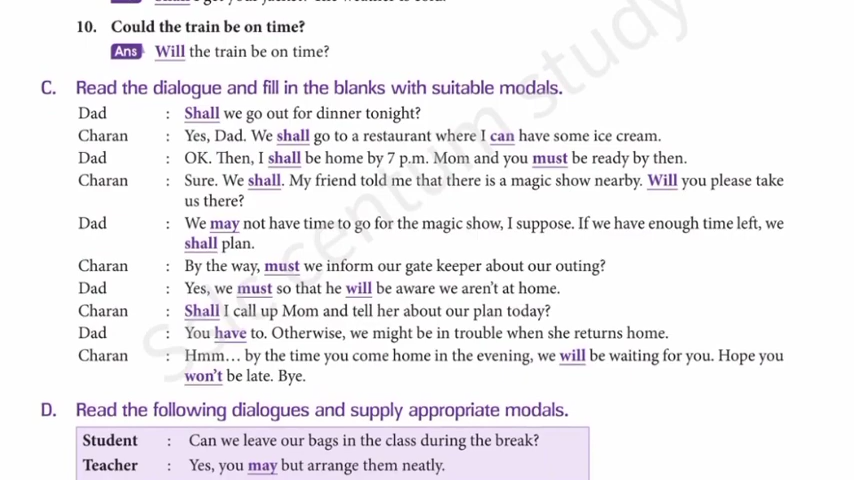 10. Could the train be on time?
Ans Will the train be on time?
C. Read the dialogue and fill in the blanks with suitable modals.
Dad : Shall we go out for dinner tonight?
Charan : Yes, Dad. We shall go to a restaurant where I can have some ice cream.
Dad : OK. Then, I shall be home by 7 p.m. Mom and you must be ready by then.
Charan : Sure. We shall. My friend told me that there is a magic show nearby. Will you please take
us there?
Dad : We may not have time to go for the magic show, I suppose. If we have enough time left, we
shall plan.
Charan : By the way, must we inform our gate keeper about our outing?
Dad : Yes, we must so that he will be aware we aren't at home.
Charan : Shall I call up Mom and tell her about our plan today?
Dad : You have to. Otherwise, we might be in trouble when she returns home.
Charan : Hmm… by the time you come home in the evening, we will be waiting for you. Hope you
won't be late. Bye.
D. Read the following dialogues and supply appropriate modals.
Student : Can we leave our bags in the class during the break?
Teacher : Yes, you may but arrange them neatly.